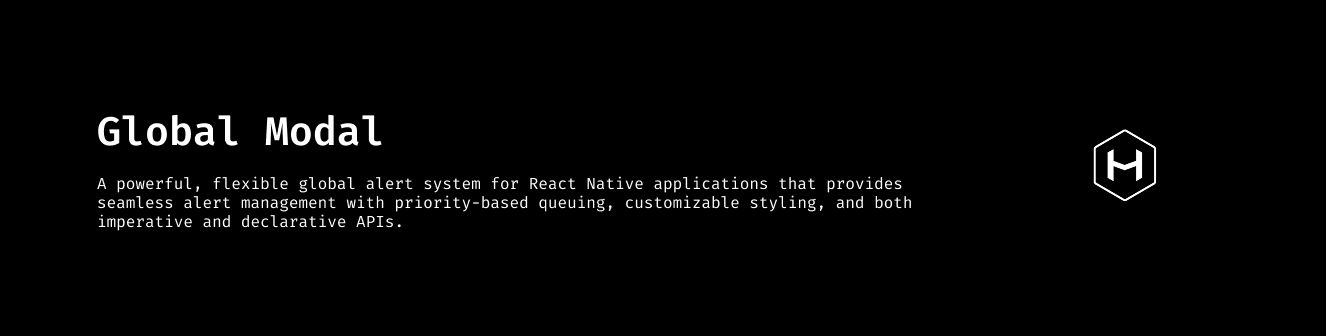 Global Modal
A powerful, flexible global alert system for React Native applications that provides
seamless alert management with priority-based queuing, customizable styling, and both
imperative and declarative APIs.
H